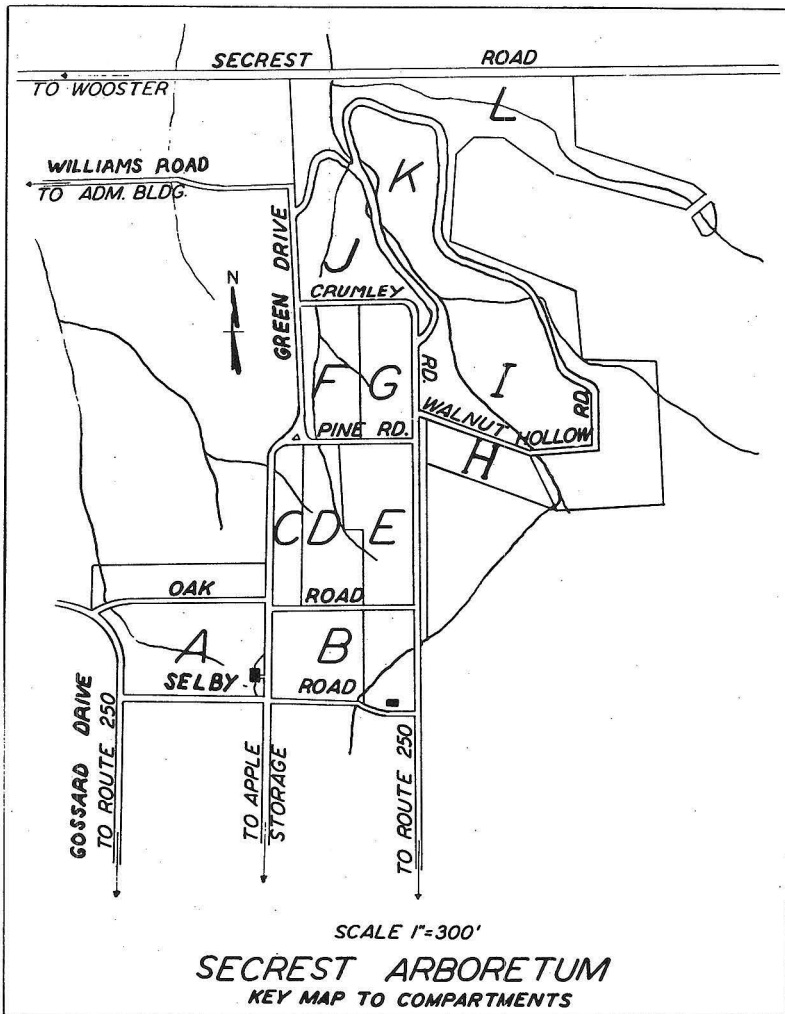 SECREST ROAD
TO WOOSTER
L
WILLIAMS ROAD
TO ADM. BLDG.
K
N
GREEN DRIVE
J
CRUMLEY
RD.
F G
I
RD.
WALNUT HOLLOW
PINE RD.
H
C D E
OAK ROAD
A B
SELBY ROAD
GOSSARD DRIVE
TO ROUTE 250
TO APPLE
STORAGE
TO ROUTE 250
SCALE 1"=300'
SECREST ARBORETUM
KEY MAP TO COMPARTMENTS